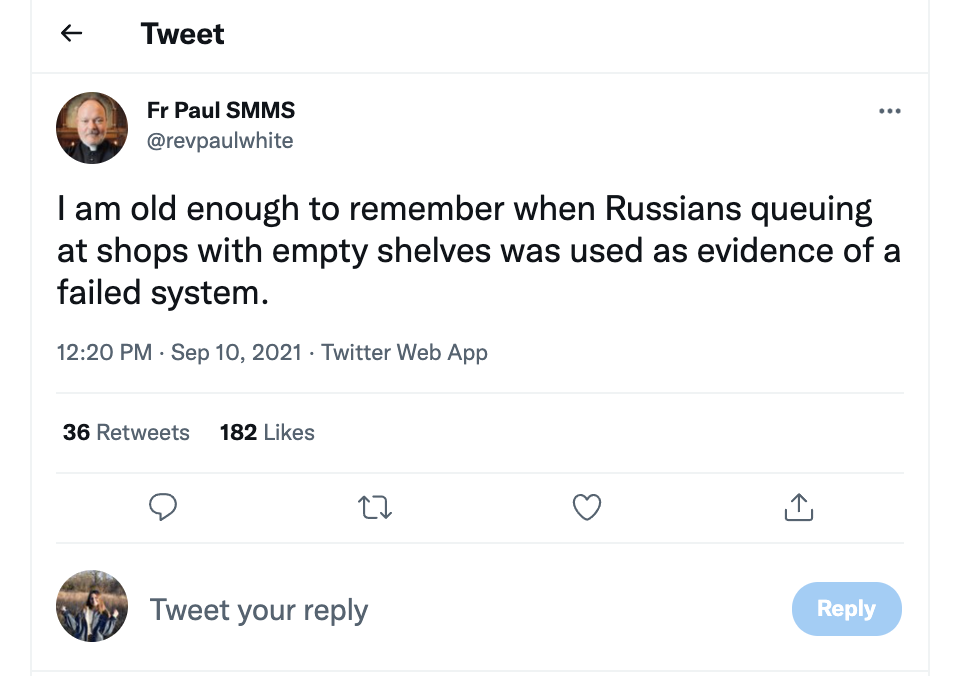 Tweet
Fr Paul SMMS
@revpaulwhite
I am old enough to remember when Russians queuing
at shops with empty shelves was used as evidence of a
failed system.
12:20 PM · Sep 10, 2021 · Twitter Web App
36 Retweets 182 Likes
Tweet your reply
Reply